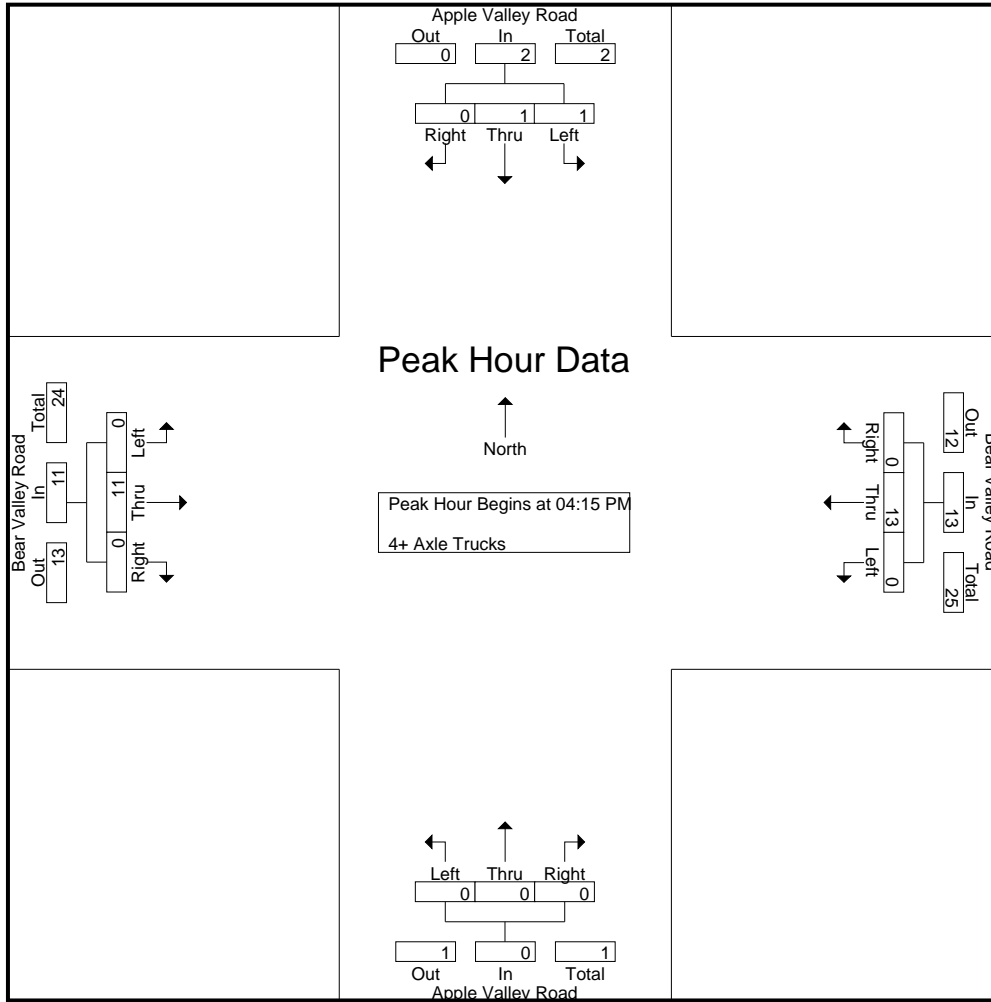 Apple Valley Road
Out In Total
0 2 2
0 1 1
Right Thru Left
Peak Hour Data
North
Peak Hour Begins at 04:15 PM
4+ Axle Trucks
Bear Valley Road
Total In Out
24 11 13
0 11 0
Left Thru Right
Right Thru Left
0 13 0
Out In Total
12 13 25
Bear Valley Road
Left Thru Right
0 0 0
1 0 1
Out In Total
Apple Valley Road